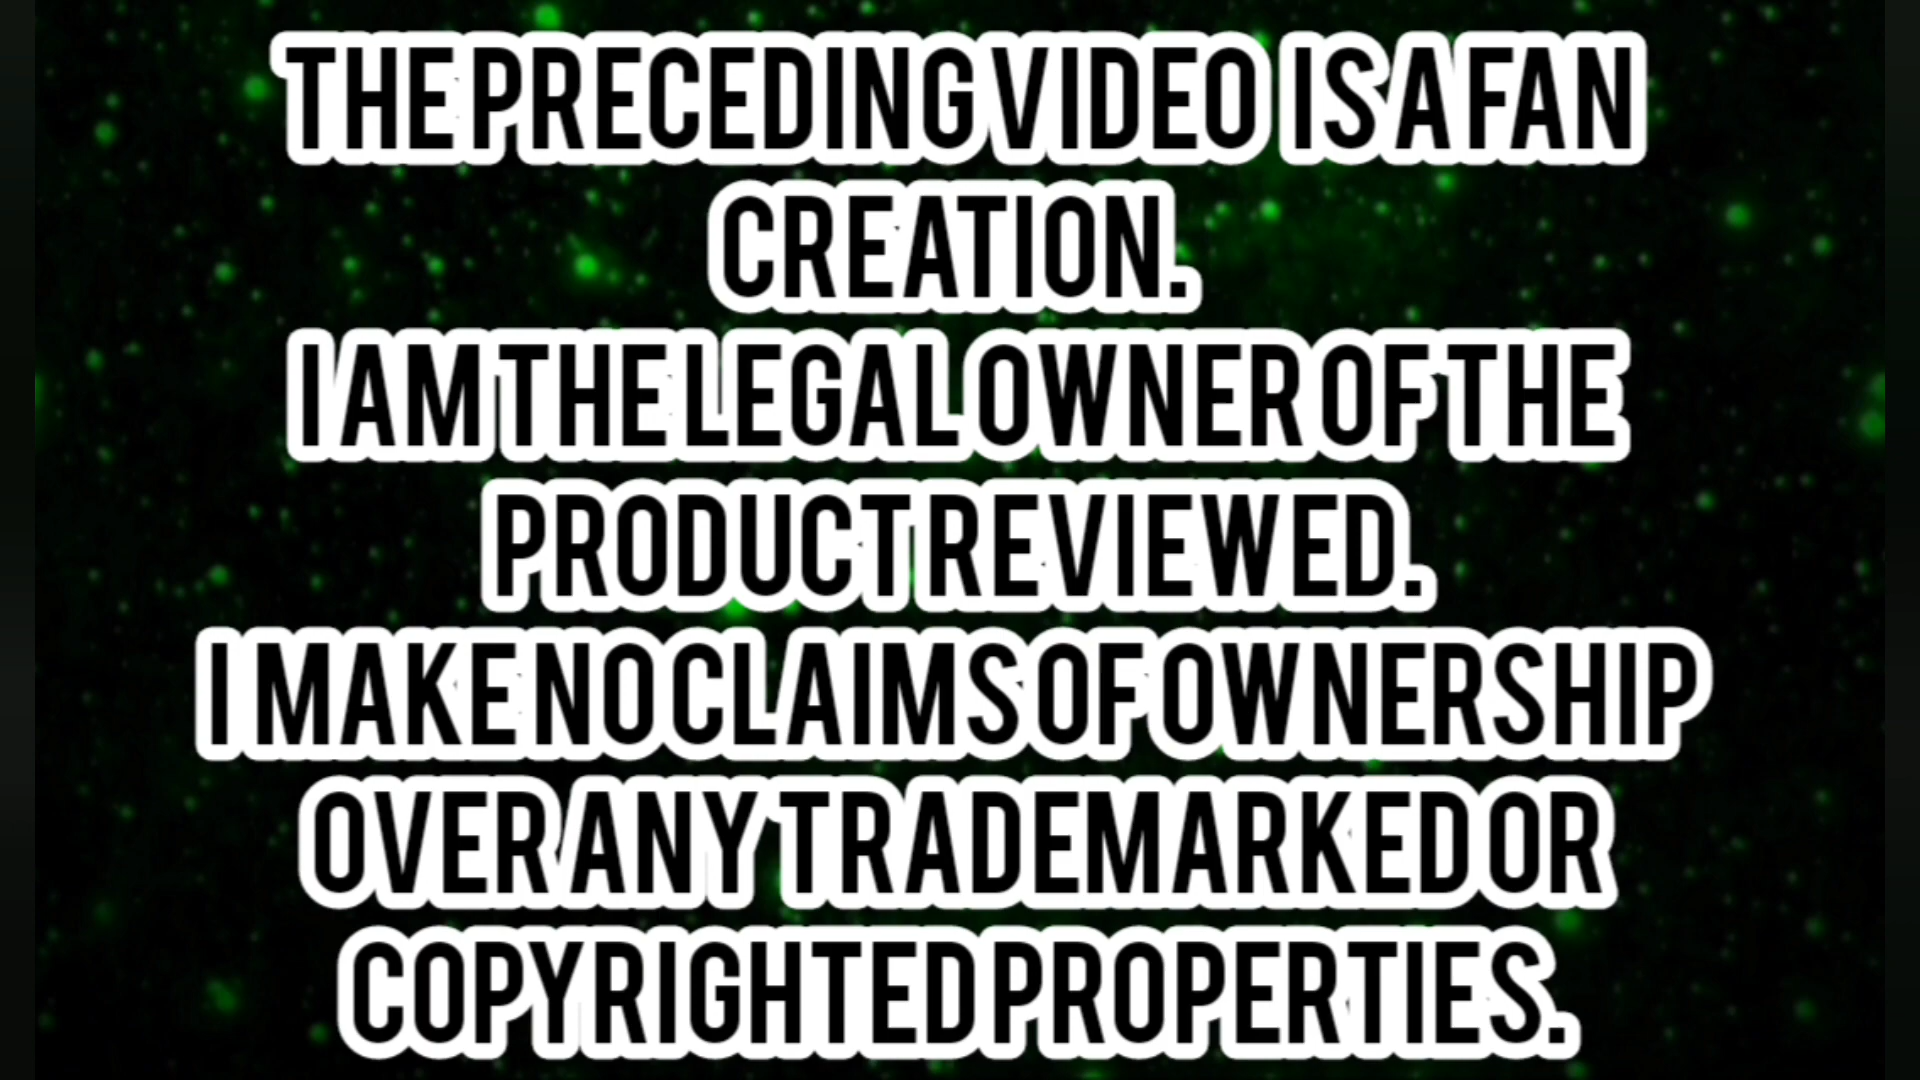 THE PRECEDING VIDEO IS A FAN
CREATION.
I AM THE LEGAL OWNER OF THE
PRODUCT REVIEWED.
I MAKE NO CLAIMS OF OWNERSHIP
OVER ANY TRADEMARKED OR
COPYRIGHTED PROPERTIES.